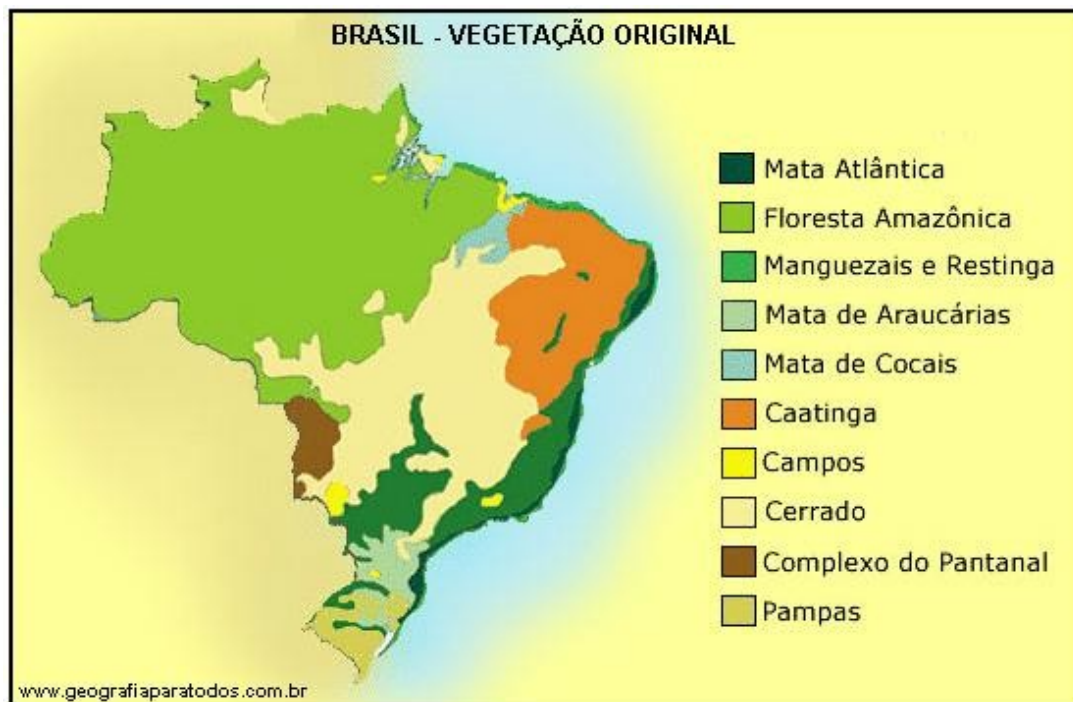 BRASIL - VEGETAÇÃO ORIGINAL
Mata Atlântica
Floresta Amazônica
Manguezais e Restinga
Mata de Araucárias
Mata de Cocais
Caatinga
Campos
Cerrado
Complexo do Pantanal
Pampas
www.geografiaparatodos.com.br